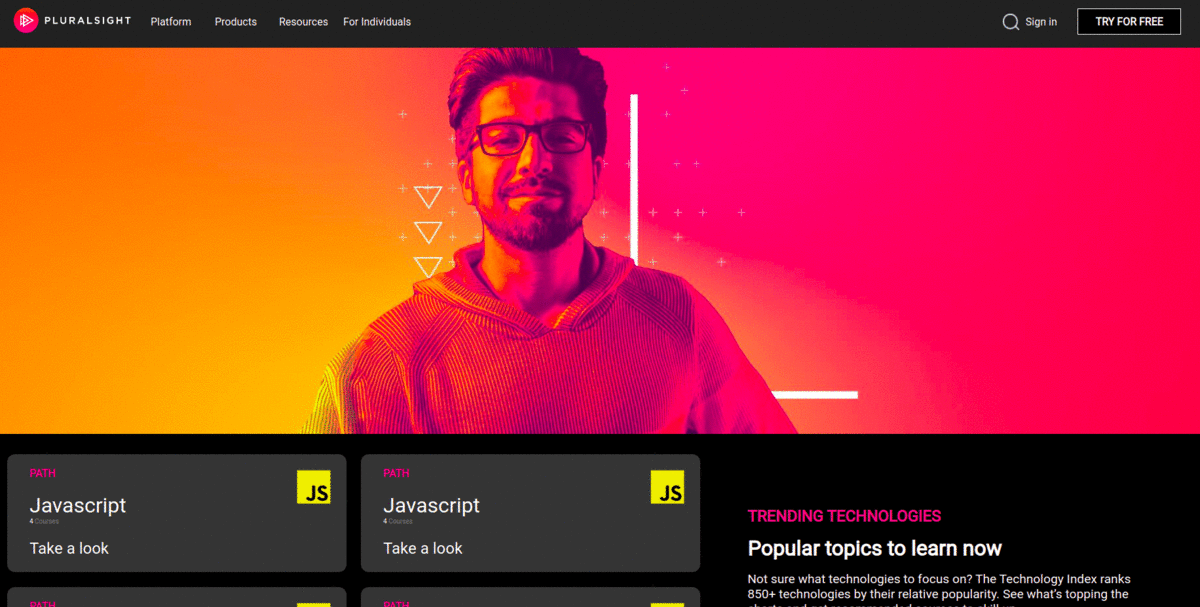 PLURALSIGHT
Platform
Products
Resources
For Individuals
Sign in
TRY FOR FREE
PATH
Javascript
4 Courses
Take a look
JS
PATH
Javascript
4 Courses
Take a look
JS
TRENDING TECHNOLOGIES
Popular topics to learn now
Not sure what technologies to focus on? The Technology Index ranks
850+ technologies by their relative popularity. See what's topping the
PATH
PATH